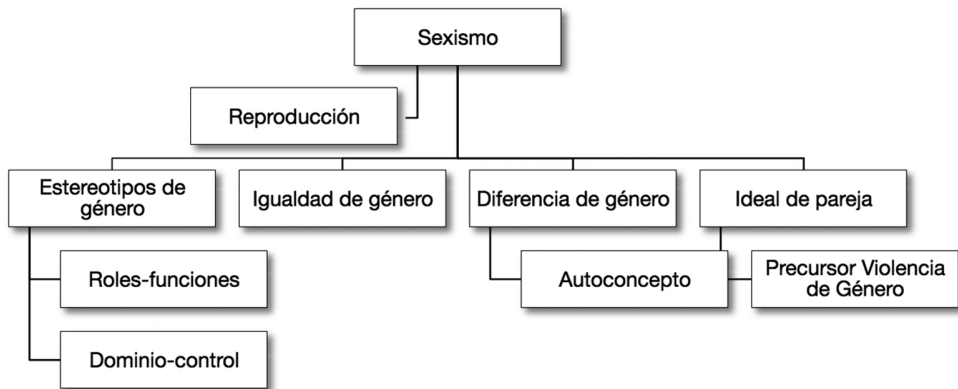 Sexismo
Reproducción
Estereotipos de
género
Igualdad de género
Diferencia de género
Ideal de pareja
Roles-funciones
Autoconcepto
Precursor Violencia
de Género
Dominio-control